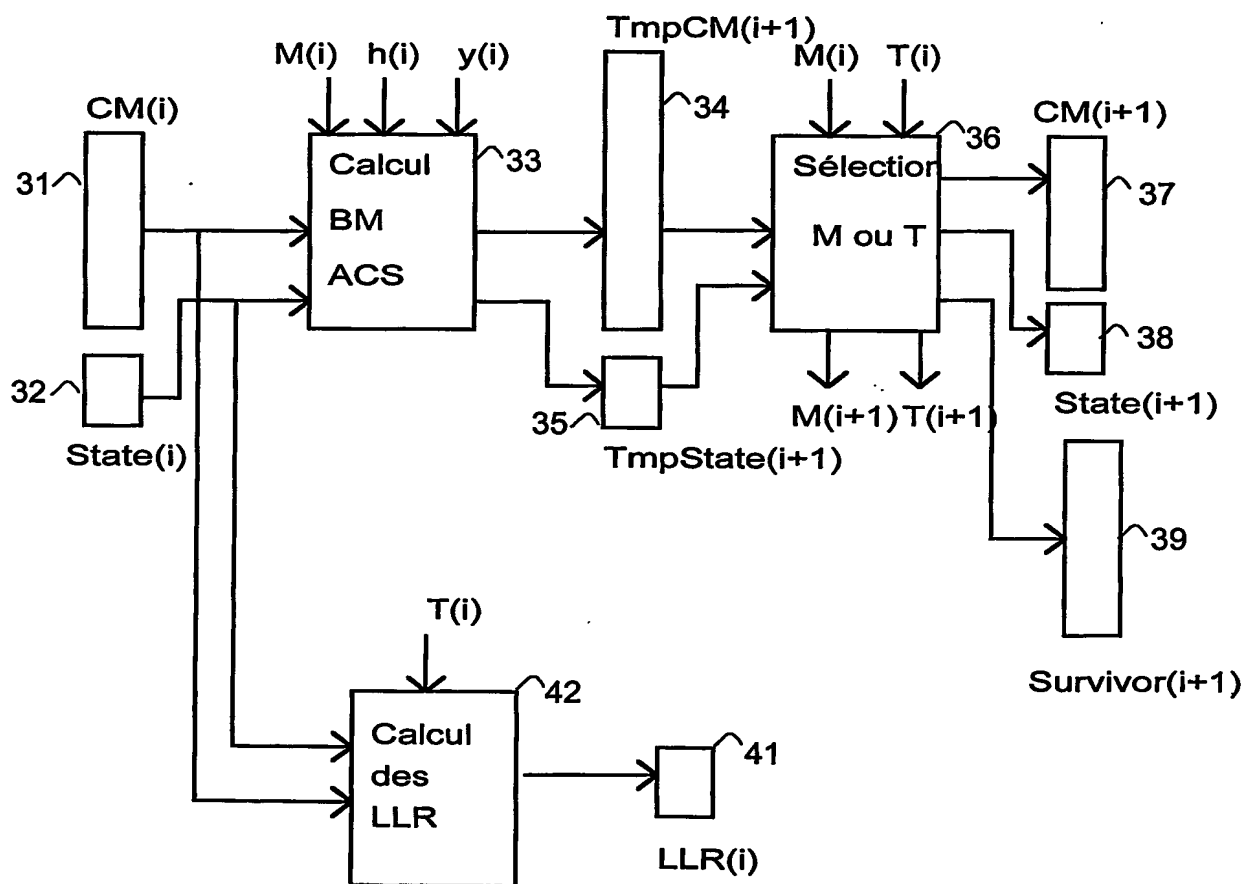 TmpCM(i+1)
M(i) h(i) y(i)
M(i) T(i)
CM(i)
34
CM(i+1)
31
Calcul
BM
ACS
33
Sélection
M ou T
36
37
32
State(i)
35
TmpState(i+1)
M(i+1) T(i+1)
38
State(i+1)
39
Survivor(i+1)
T(i)
42
Calcul
des
LLR
41
LLR(i)